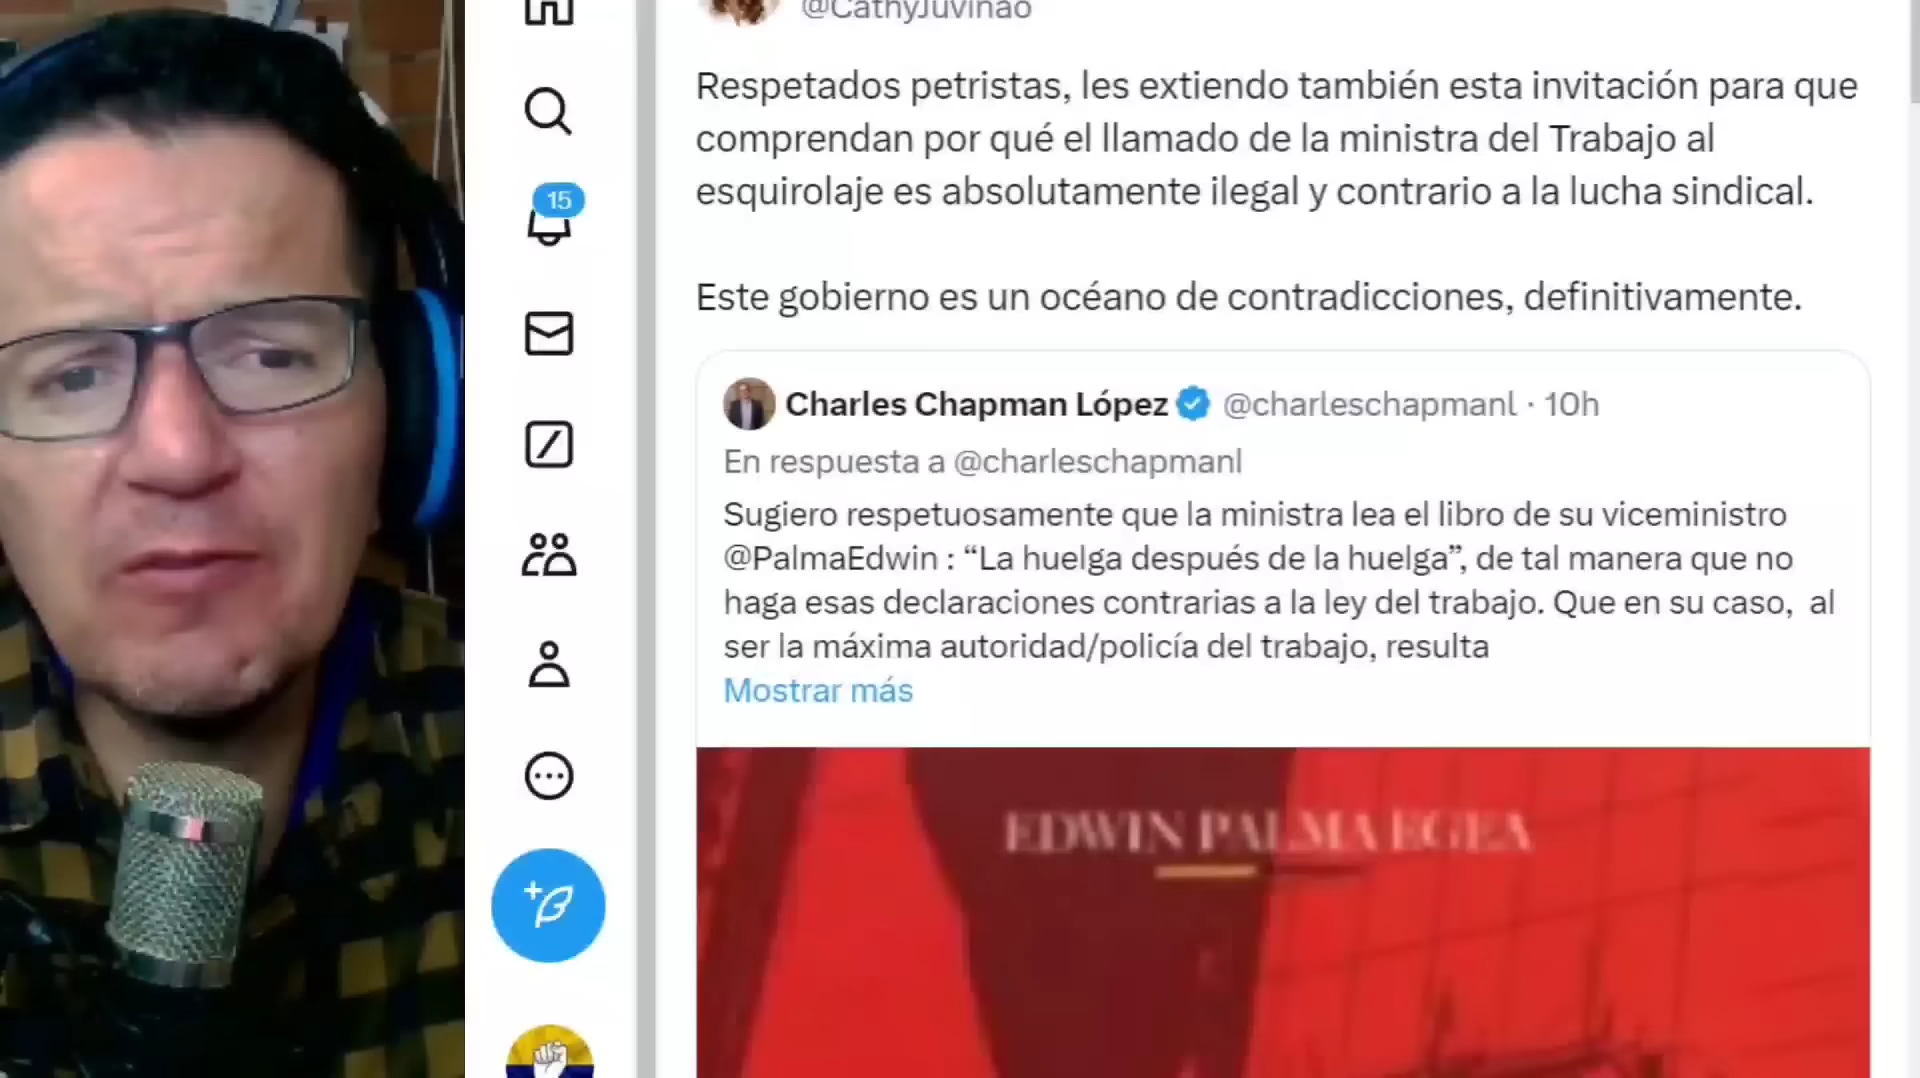 @CathyJuvinao
Respetados petristas, les extiendo también esta invitación para que
comprendan por qué el llamado de la ministra del Trabajo al
esquirolaje es absolutamente ilegal y contrario a la lucha sindical.
Este gobierno es un océano de contradicciones, definitivamente.
15
Charles Chapman López @charleschapmanl · 10h
En respuesta a @charleschapmanl
Sugiero respetuosamente que la ministra lea el libro de su viceministro
@PalmaEdwin : “La huelga después de la huelga”, de tal manera que no
haga esas declaraciones contrarias a la ley del trabajo. Que en su caso, al
ser la máxima autoridad/policía del trabajo, resulta
Mostrar más
EDWIN PALMA EGEA